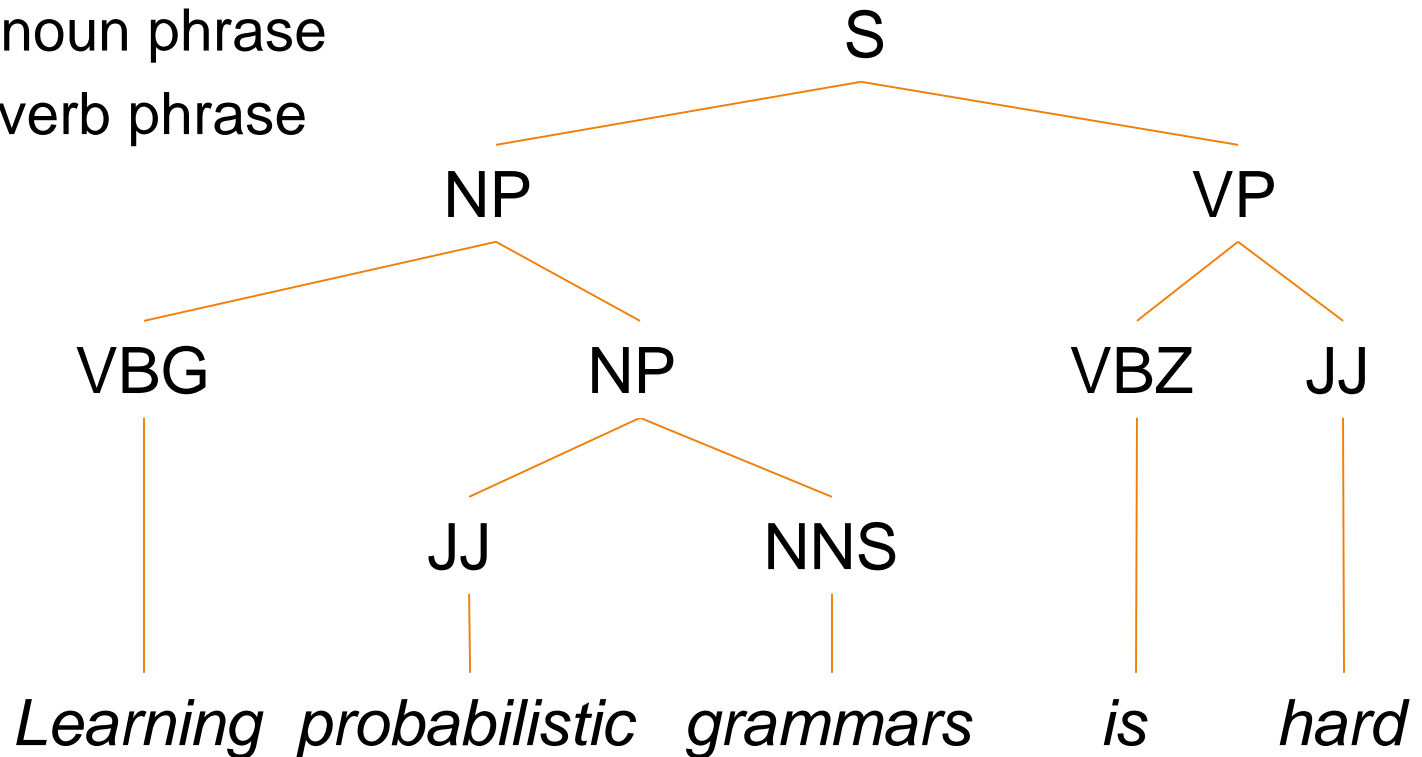 noun phrase
S
verb phrase
NP VP
VBG NP VBZ JJ
JJ NNS
Learning probabilistic grammars is hard